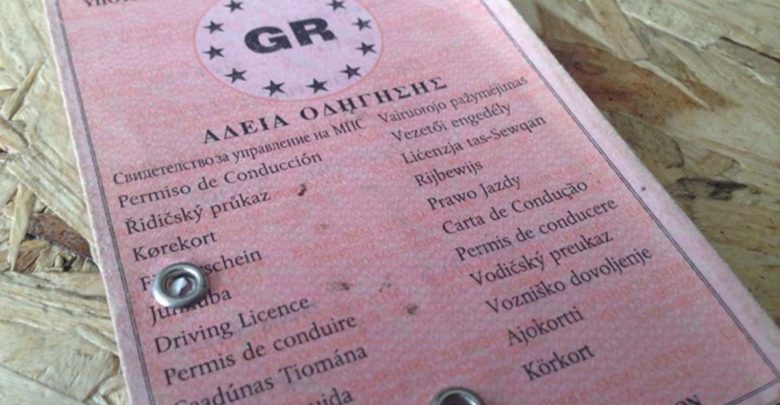 GR
ΑΔΕΙΑ ΟΔΗΓΗΣΗΣ
Свидетелство за управление на МПС
Permiso de Conducción
Řidičský průkaz
Kørekort
Driving Licence
Permis de conduire
Tiomána
Vairuotojo pažymėjimas
Vezetői engedély
Liċenzja tas-Sewqan
Rijbewijs
Prawo Jazdy
Carta de Condução
Permis de conducere
Vodičský preukaz
Vozniško dovoljenje
Ajokortti
Körkort